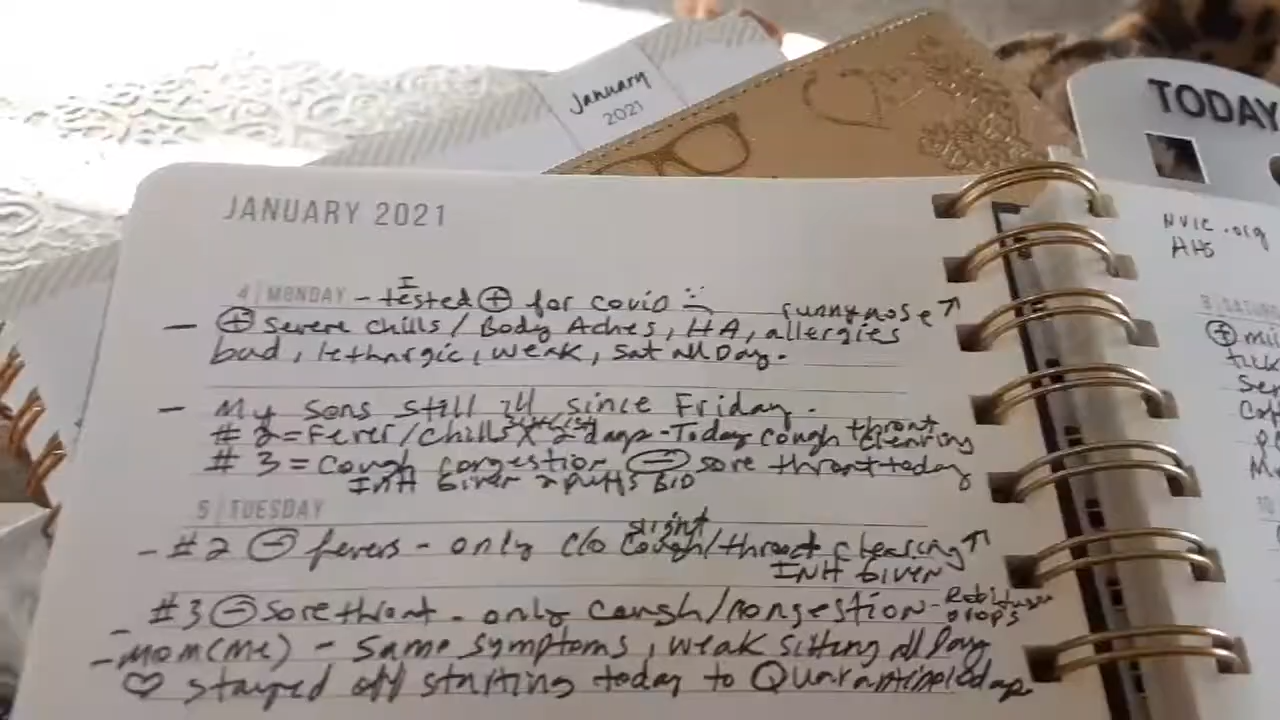 January
2021
TODAY
JANUARY 2021
NVIC.org
HHS
4 | MONDAY - I tested ⊕ for covid
runnynose ↑
- ⊕ severe chills / Body Aches, HA, allergies
bad, lethargic, weak, sat all Day.
- My sons still ill since Friday.
#2 = Fever/chills x 2 days - Today cough throat clearing
#3 = Cough congestion ⊖ sore throat today
INH Given 2 puffs BID
5 | TUESDAY
- #2 ⊖ fevers - only c/o slight Cough/throat clearing ↑
INH Given
- #3 ⊖ sore throat - only cough/congestion - drops
- Mom (Me) - Same symptoms, weak sitting all Day
♡ stayed off starting today to